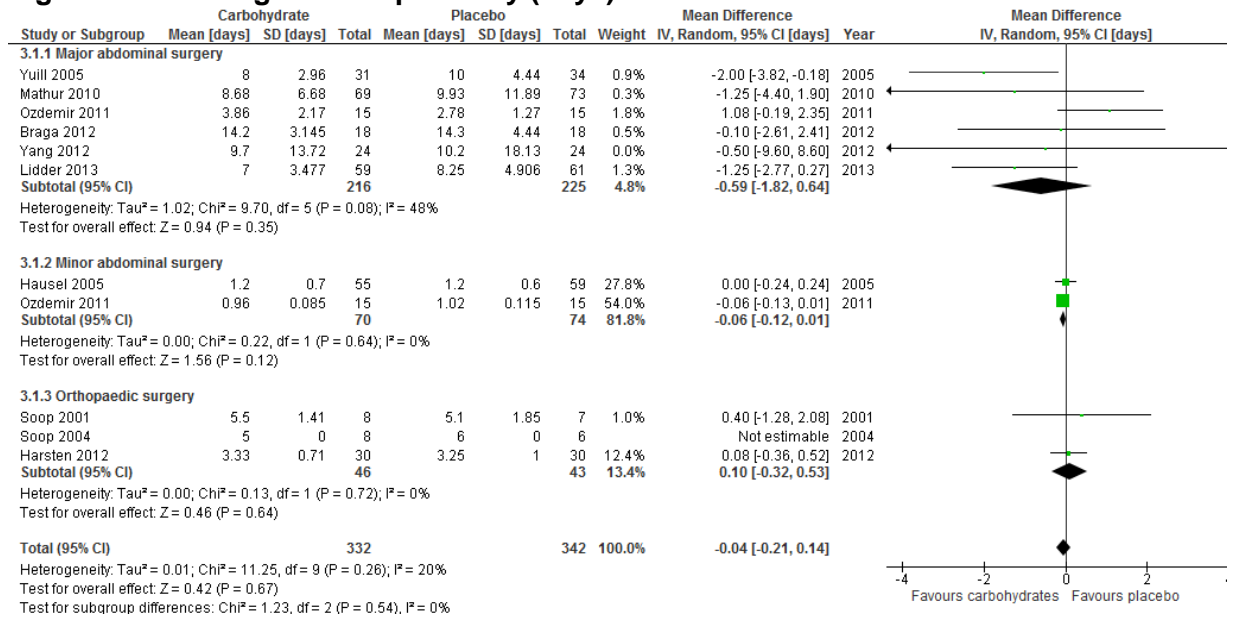 Carbohydrate Placebo Mean Difference Mean Difference
Study or Subgroup Mean [days] SD [days] Total Mean [days] SD [days] Total Weight IV, Random, 95% CI [days] Year IV, Random, 95% CI [days]
3.1.1 Major abdominal surgery
Yuill 2005 8 2.96 31 10 4.44 34 0.9% -2.00 [-3.82, -0.18] 2005
Mathur 2010 8.68 6.68 69 9.93 11.89 73 0.3% -1.25 [-4.40, 1.90] 2010
Ozdemir 2011 3.86 2.17 15 2.78 1.27 15 1.8% 1.08 [-0.19, 2.35] 2011
Braga 2012 14.2 3.145 18 14.3 4.44 18 0.5% -0.10 [-2.61, 2.41] 2012
Yang 2012 9.7 13.72 24 10.2 18.13 24 0.0% -0.50 [-9.60, 8.60] 2012
Lidder 2013 7 3.477 59 8.25 4.906 61 1.3% -1.25 [-2.77, 0.27] 2013
Subtotal (95% CI) 216 225 4.8% -0.59 [-1.82, 0.64]
Heterogeneity: Tau² = 1.02; Chi² = 9.70, df = 5 (P = 0.08); I² = 48%
Test for overall effect: Z = 0.94 (P = 0.35)
3.1.2 Minor abdominal surgery
Hausel 2005 1.2 0.7 55 1.2 0.6 59 27.8% 0.00 [-0.24, 0.24] 2005
Ozdemir 2011 0.96 0.085 15 1.02 0.115 15 54.0% -0.06 [-0.13, 0.01] 2011
Subtotal (95% CI) 70 74 81.8% -0.06 [-0.12, 0.01]
Heterogeneity: Tau² = 0.00; Chi² = 0.22, df = 1 (P = 0.64); I² = 0%
Test for overall effect: Z = 1.56 (P = 0.12)
3.1.3 Orthopaedic surgery
Soop 2001 5.5 1.41 8 5.1 1.85 7 1.0% 0.40 [-1.28, 2.08] 2001
Soop 2004 5 0 8 6 0 6 Not estimable 2004
Harsten 2012 3.33 0.71 30 3.25 1 30 12.4% 0.08 [-0.36, 0.52] 2012
Subtotal (95% CI) 46 43 13.4% 0.10 [-0.32, 0.53]
Heterogeneity: Tau² = 0.00; Chi² = 0.13, df = 1 (P = 0.72); I² = 0%
Test for overall effect: Z = 0.46 (P = 0.64)
Total (95% CI) 332 342 100.0% -0.04 [-0.21, 0.14]
Heterogeneity: Tau² = 0.01; Chi² = 11.25, df = 9 (P = 0.26); I² = 20%
Test for overall effect: Z = 0.42 (P = 0.67)
Test for subgroup differences: Chi² = 1.23, df = 2 (P = 0.54), I² = 0%
-4 -2 0 2
Favours carbohydrates Favours placebo